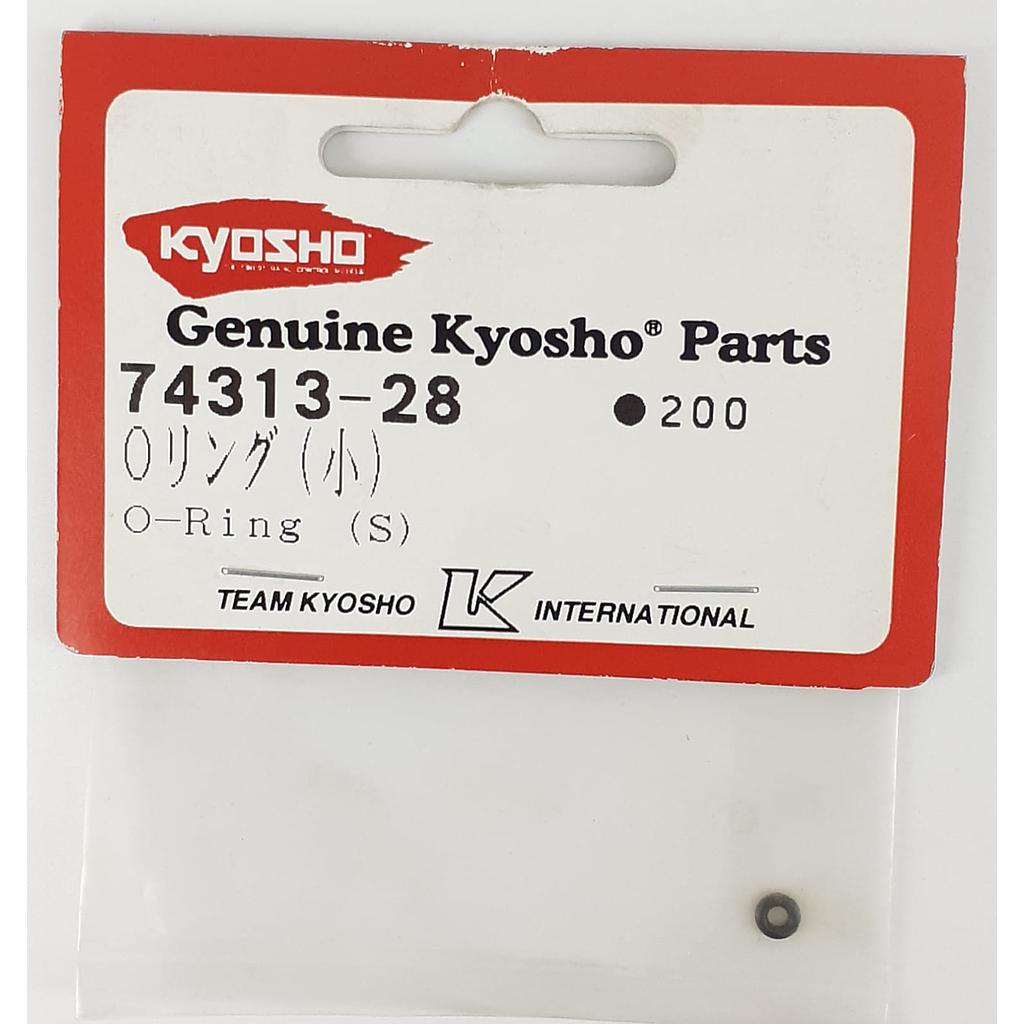 KYOSHO
Genuine Kyosho® Parts
74313-28 ●200
Oリング(小)
O-Ring (S)
TEAM KYOSHO K INTERNATIONAL